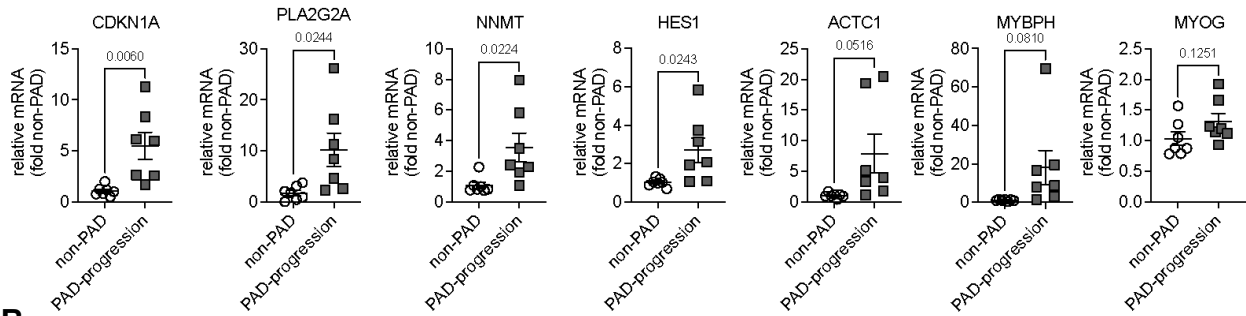 CDKN1A
relative mRNA
(fold non-PAD)
15
10
5
0
0.0060
non-PAD
PAD-progression
PLA2G2A
relative mRNA
(fold non-PAD)
30
20
10
0
0.0244
non-PAD
PAD-progression
NNMT
relative mRNA
(fold non-PAD)
10
8
6
4
2
0
0.0224
non-PAD
PAD-progression
HES1
relative mRNA
(fold non-PAD)
8
6
4
2
0
0.0243
non-PAD
PAD-progression
ACTC1
relative mRNA
(fold non-PAD)
25
20
15
10
5
0
0.0516
non-PAD
PAD-progression
MYBPH
relative mRNA
(fold non-PAD)
80
60
40
20
0
0.0810
non-PAD
PAD-progression
MYOG
relative mRNA
(fold non-PAD)
2.5
2.0
1.5
1.0
0.5
0.0
0.1251
non-PAD
PAD-progression